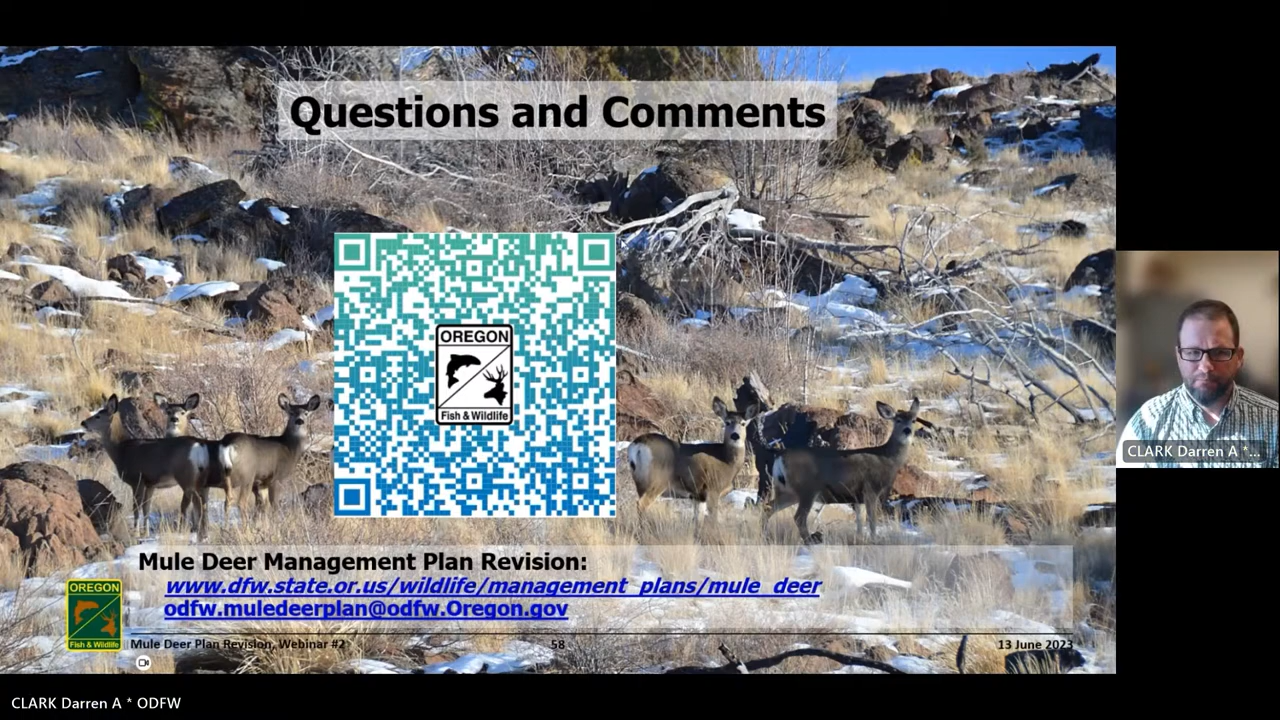 Questions and Comments
OREGON
Fish & Wildlife
CLARK Darren A *...
Mule Deer Management Plan Revision:
www.dfw.state.or.us/wildlife/management_plans/mule_deer
odfw.muledeerplan@odfw.Oregon.gov
OREGON
Fish & Wildlife
Mule Deer Plan Revision, Webinar #2
58
13 June 2023
CLARK Darren A * ODFW